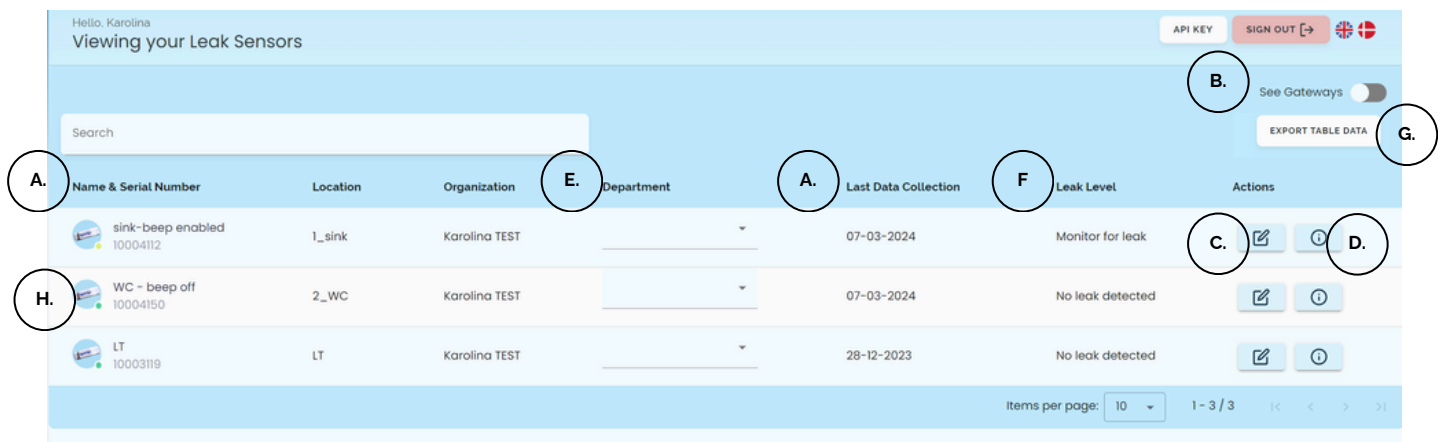 Hello, Karolina
Viewing your Leak Sensors
API KEY SIGN OUT
B. See Gateways
Search
EXPORT TABLE DATA G.
A. Name & Serial Number Location Organization E. Department A. Last Data Collection F Leak Level Actions
sink-beep enabled
10004112 1_sink Karolina TEST 07-03-2024 Monitor for leak C. D.
H. WC - beep off
10004150 2_WC Karolina TEST 07-03-2024 No leak detected
LT
10003119 LT Karolina TEST 28-12-2023 No leak detected
Items per page: 10 1 - 3 / 3